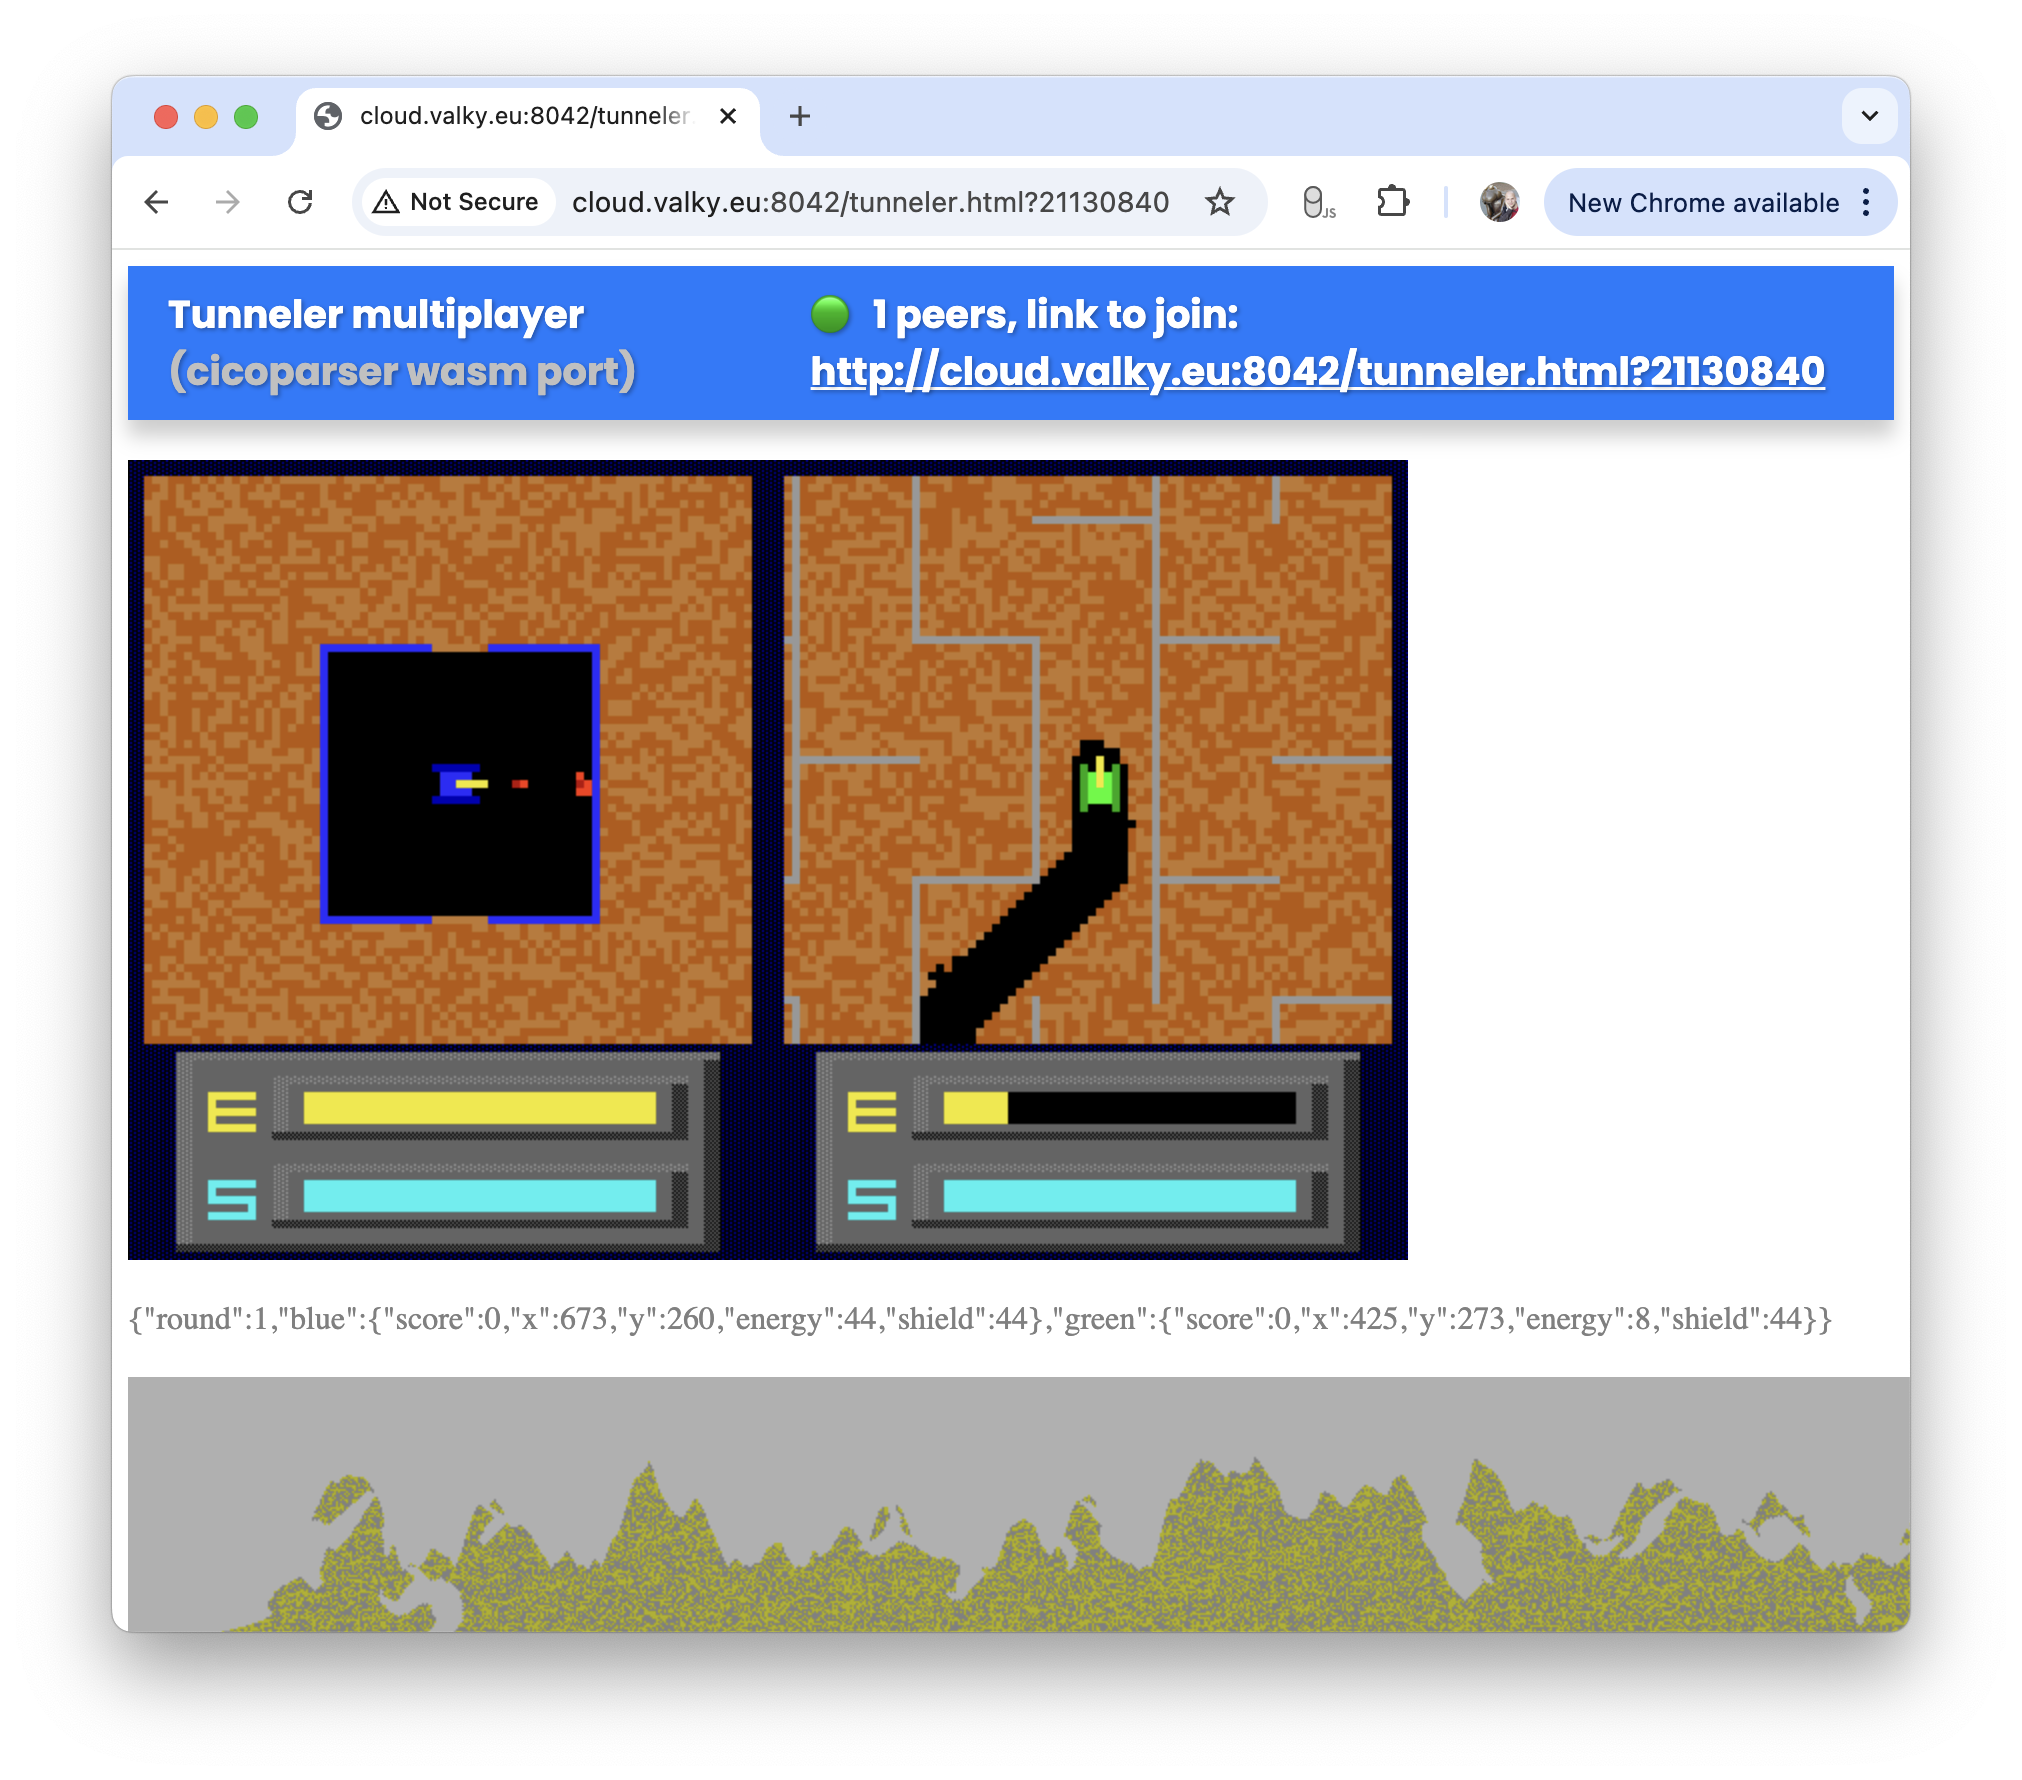 cloud.valky.eu:8042/tunneler
Not Secure
cloud.valky.eu:8042/tunneler.html?21130840
JS
New Chrome available
Tunneler multiplayer
(cicoparser wasm port)
1 peers, link to join:
http://cloud.valky.eu:8042/tunneler.html?21130840
E
E
S
S
{"round":1,"blue":{"score":0,"x":673,"y":260,"energy":44,"shield":44},"green":{"score":0,"x":425,"y":273,"energy":8,"shield":44}}